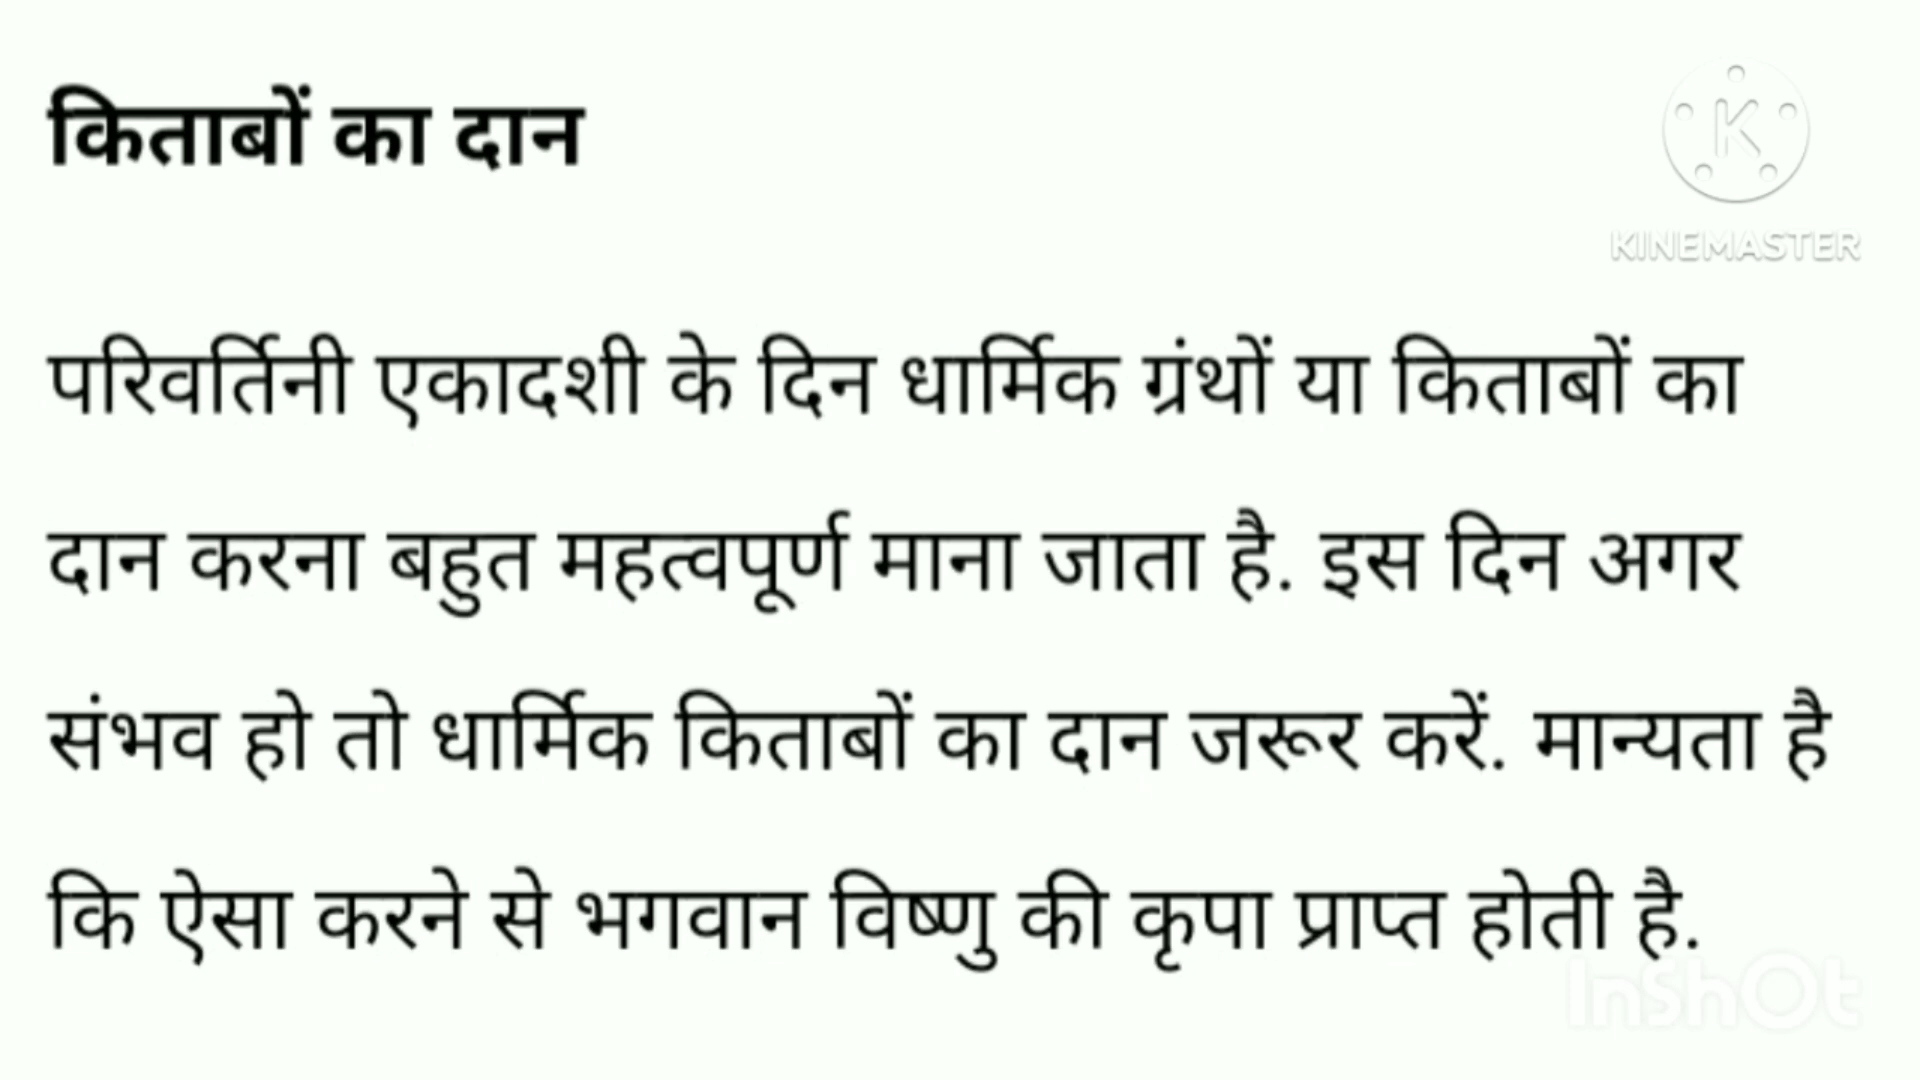 किताबों का दान
KINEMASTER
परिवर्तिनी एकादशी के दिन धार्मिक ग्रंथों या किताबों का
दान करना बहुत महत्वपूर्ण माना जाता है. इस दिन अगर
संभव हो तो धार्मिक किताबों का दान जरूर करें. मान्यता है
कि ऐसा करने से भगवान विष्णु की कृपा प्राप्त होती है.
InShOt